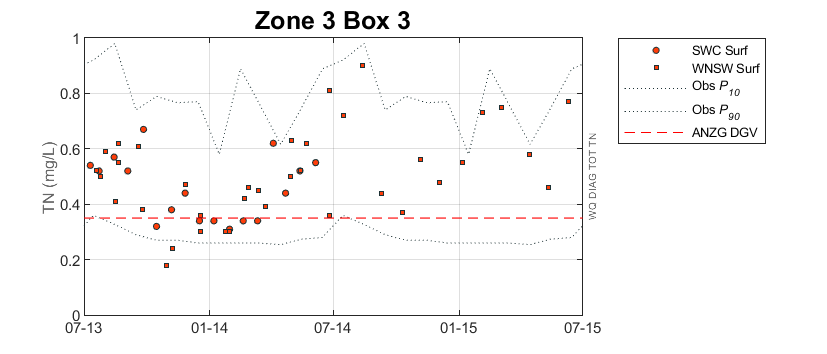 Zone 3 Box 3
1
0.8
0.6
0.4
0.2
0
TN (mg/L)
07-13
01-14
07-14
01-15
07-15
WQ DIAG TOT TN
SWC Surf
WNSW Surf
Obs P10
Obs P90
ANZG DGV